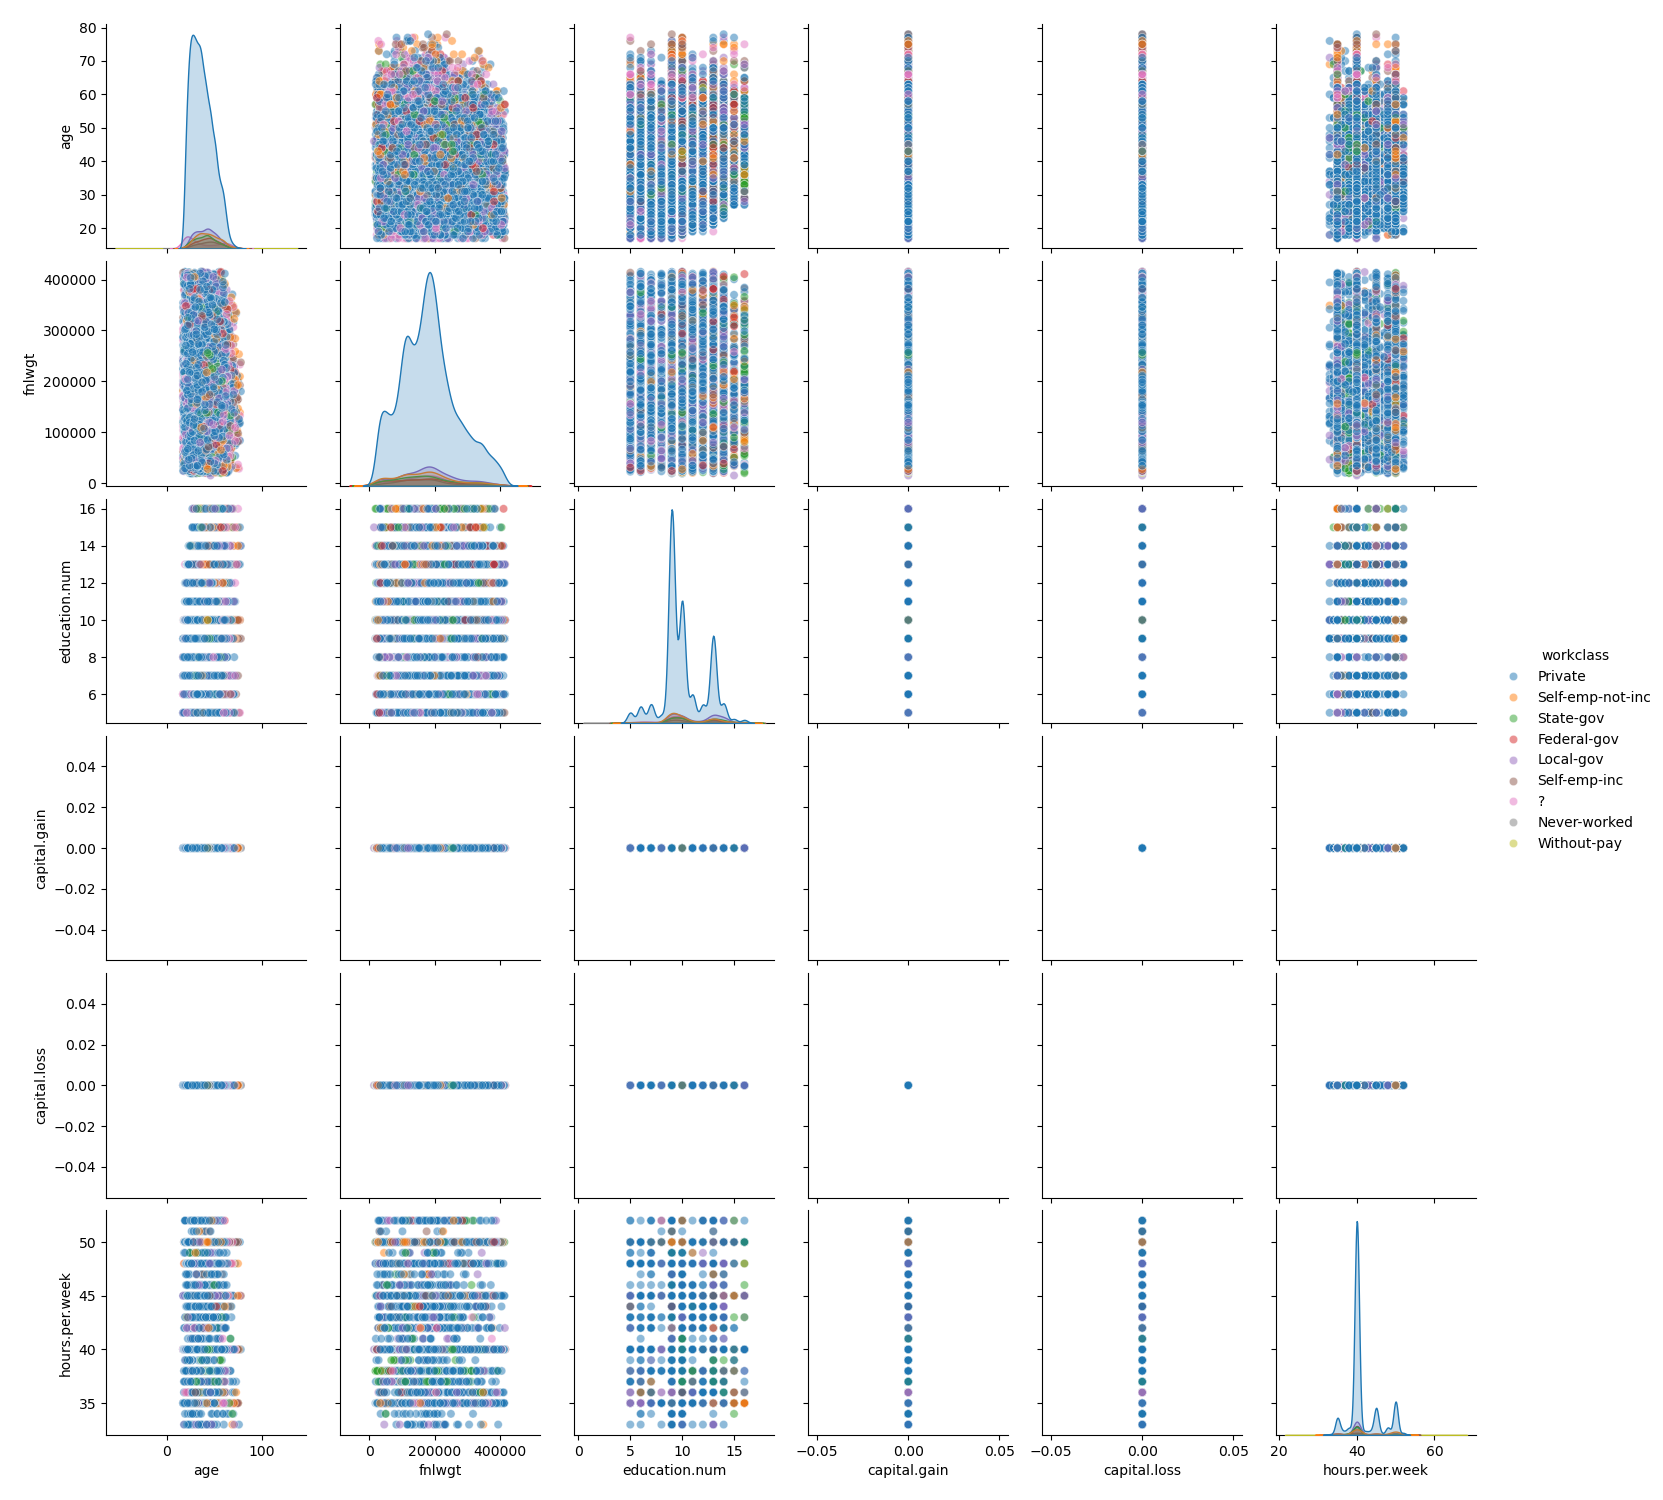 80
70
60
50
40
30
20
age
400000
300000
200000
100000
0
fnlwgt
16
14
12
10
8
6
education.num
0.04
0.02
0.00
−0.02
−0.04
capital.gain
0.04
0.02
0.00
−0.02
−0.04
capital.loss
50
45
40
35
hours.per.week
0 100
age
0 200000 400000
fnlwgt
0 5 10 15
education.num
−0.05 0.00 0.05
capital.gain
−0.05 0.00 0.05
capital.loss
20 40 60
hours.per.week
workclass
Private
Self-emp-not-inc
State-gov
Federal-gov
Local-gov
Self-emp-inc
?
Never-worked
Without-pay